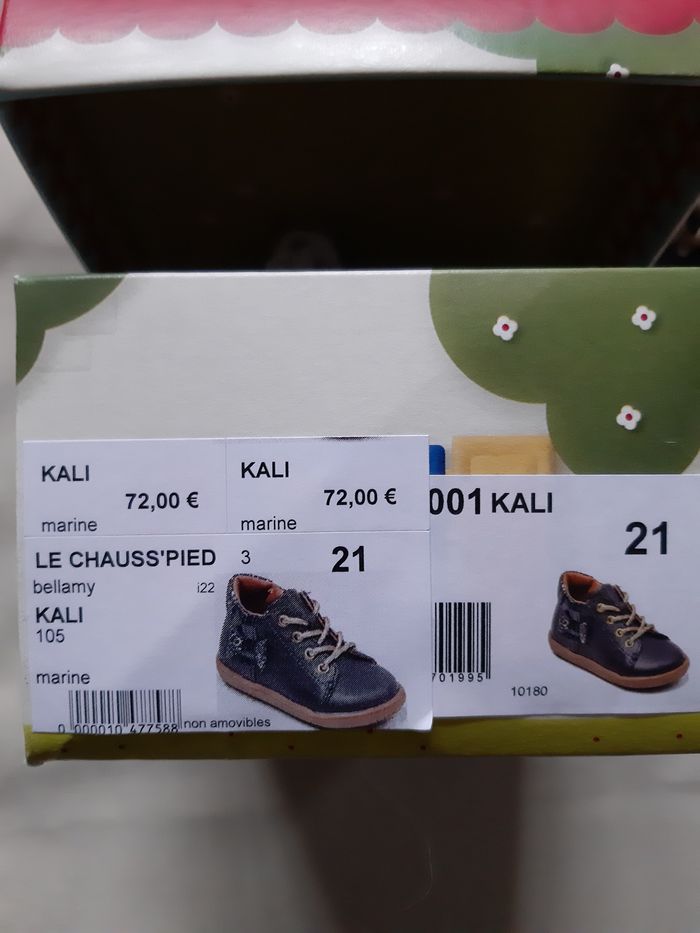 KALI
72,00 €
marine
KALI
72,00 €
marine
LE CHAUSS'PIED 3 21
bellamy i22
KALI
105
marine
0 000010 477588
non amovibles
001 KALI
21
701995
10180